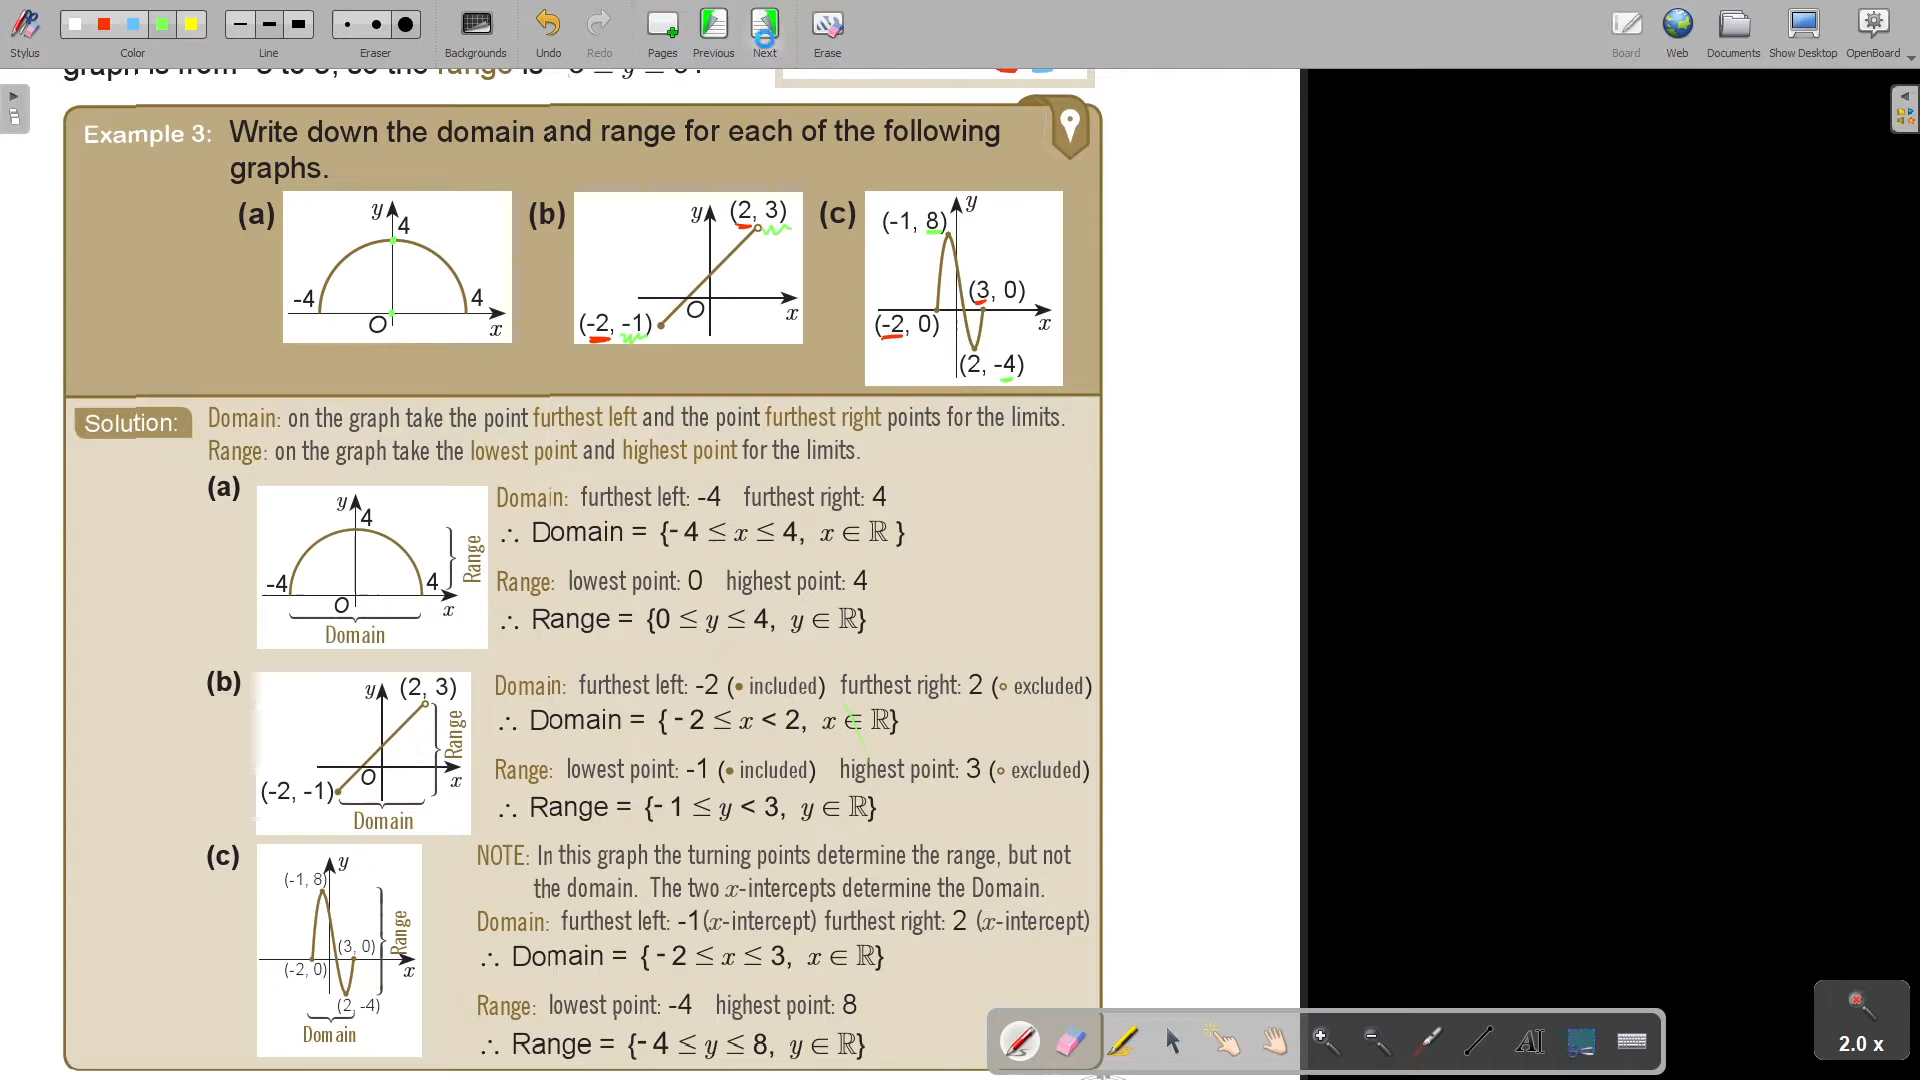 Stylus
Color
Line
Eraser
Backgrounds
Undo
Redo
Pages
Previous
Next
Erase
Board
Web
Documents
Show Desktop
OpenBoard
Example 3: Write down the domain and range for each of the following
graphs.
(a)
y
4
-4
4
O
x
(b)
y
(2, 3)
O
x
(-2, -1)
(c)
y
(-1, 8)
(3, 0)
(-2, 0)
x
(2, -4)
Solution:
Domain: on the graph take the point furthest left and the point furthest right points for the limits.
Range: on the graph take the lowest point and highest point for the limits.
(a)
y
4
-4
4
O
x
Range
Domain
Domain: furthest left: -4 furthest right: 4
∴ Domain = {- 4 ≤ x ≤ 4, x ∈ ℝ }
Range: lowest point: 0 highest point: 4
∴ Range = {0 ≤ y ≤ 4, y ∈ ℝ}
(b)
y
(2, 3)
O
x
(-2, -1)
Range
Domain
Domain: furthest left: -2 (• included) furthest right: 2 (∘ excluded)
∴ Domain = { - 2 ≤ x < 2, x ∈ ℝ}
Range: lowest point: -1 (• included) highest point: 3 (∘ excluded)
∴ Range = {- 1 ≤ y < 3, y ∈ ℝ}
(c)
y
(-1, 8)
(3, 0)
(-2, 0)
x
(2, -4)
Range
Domain
NOTE: In this graph the turning points determine the range, but not
the domain. The two x-intercepts determine the Domain.
Domain: furthest left: -1 (x-intercept) furthest right: 2 (x-intercept)
∴ Domain = { - 2 ≤ x ≤ 3, x ∈ ℝ}
Range: lowest point: -4 highest point: 8
∴ Range = {- 4 ≤ y ≤ 8, y ∈ ℝ}
2.0 x